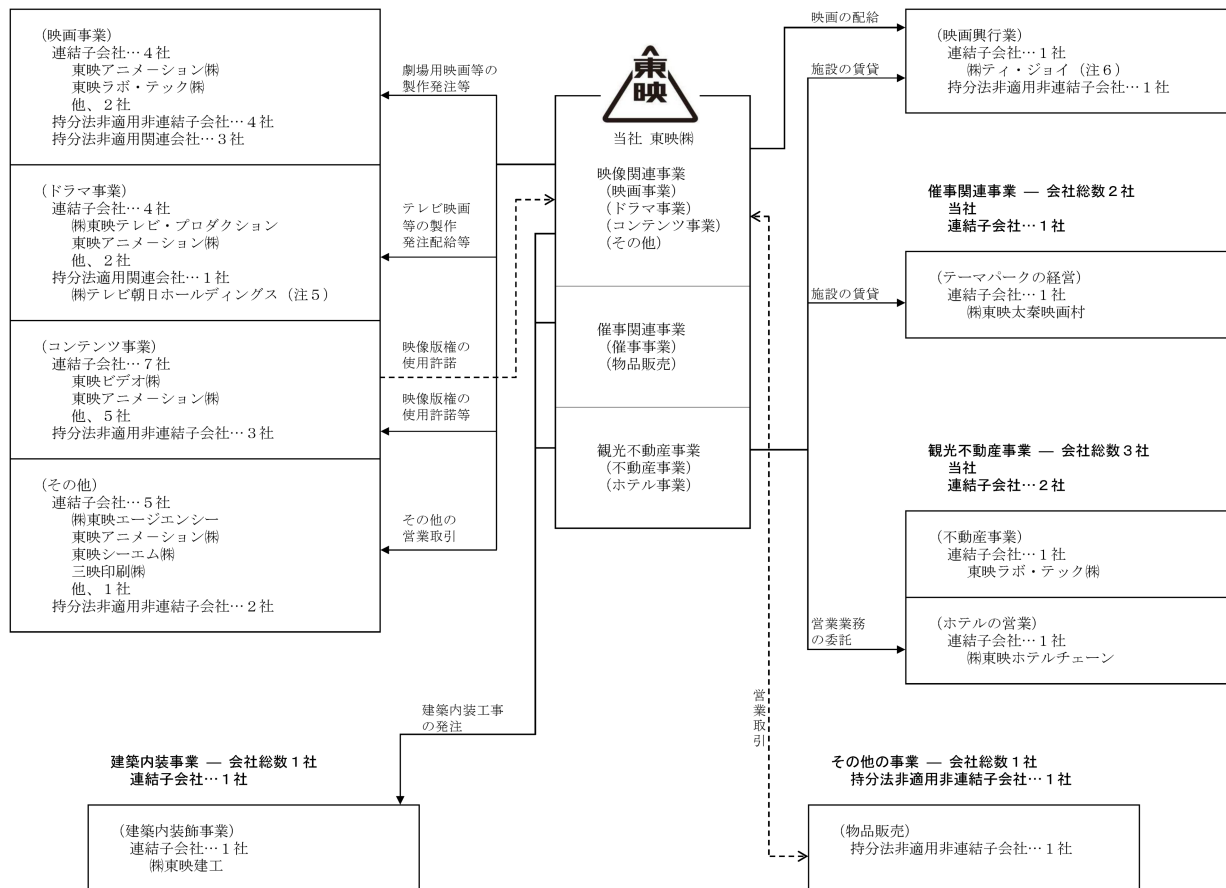 (映画事業)
連結子会社…４社
東映アニメーション㈱
東映ラボ・テック㈱
他、２社
持分法非適用非連結子会社…４社
持分法非適用関連会社…３社
(ドラマ事業)
連結子会社…４社
㈱東映テレビ・プロダクション
東映アニメーション㈱
他、２社
持分法適用関連会社…１社
㈱テレビ朝日ホールディングス（注５）
(コンテンツ事業)
連結子会社…７社
東映ビデオ㈱
東映アニメーション㈱
他、５社
持分法非適用非連結子会社…３社
(その他)
連結子会社…５社
㈱東映エージエンシー
東映アニメーション㈱
東映シーエム㈱
三映印刷㈱
他、１社
持分法非適用非連結子会社…２社
劇場用映画等の
製作発注等
テレビ映画
等の製作
発注配給等
映像版権の
使用許諾
映像版権の
使用許諾等
その他の
営業取引
建築内装工事
の発注
東映
当社 東映㈱
映像関連事業
(映画事業)
(ドラマ事業)
(コンテンツ事業)
(その他)
催事関連事業
(催事事業)
(物品販売)
観光不動産事業
(不動産事業)
(ホテル事業)
映画の配給
施設の賃貸
施設の賃貸
営業業務
の委託
営業取引
(映画興行業)
連結子会社…１社
㈱ティ・ジョイ（注６）
持分法非適用非連結子会社…１社
催事関連事業 ― 会社総数２社
当社
連結子会社…１社
(テーマパークの経営)
連結子会社…１社
㈱東映太秦映画村
観光不動産事業 ― 会社総数３社
当社
連結子会社…２社
(不動産事業)
連結子会社…１社
東映ラボ・テック㈱
(ホテルの営業)
連結子会社…１社
㈱東映ホテルチェーン
建築内装事業 ― 会社総数１社
連結子会社…１社
(建築内装飾事業)
連結子会社…１社
㈱東映建工
その他の事業 ― 会社総数１社
持分法非適用非連結子会社…１社
(物品販売)
持分法非適用非連結子会社…１社